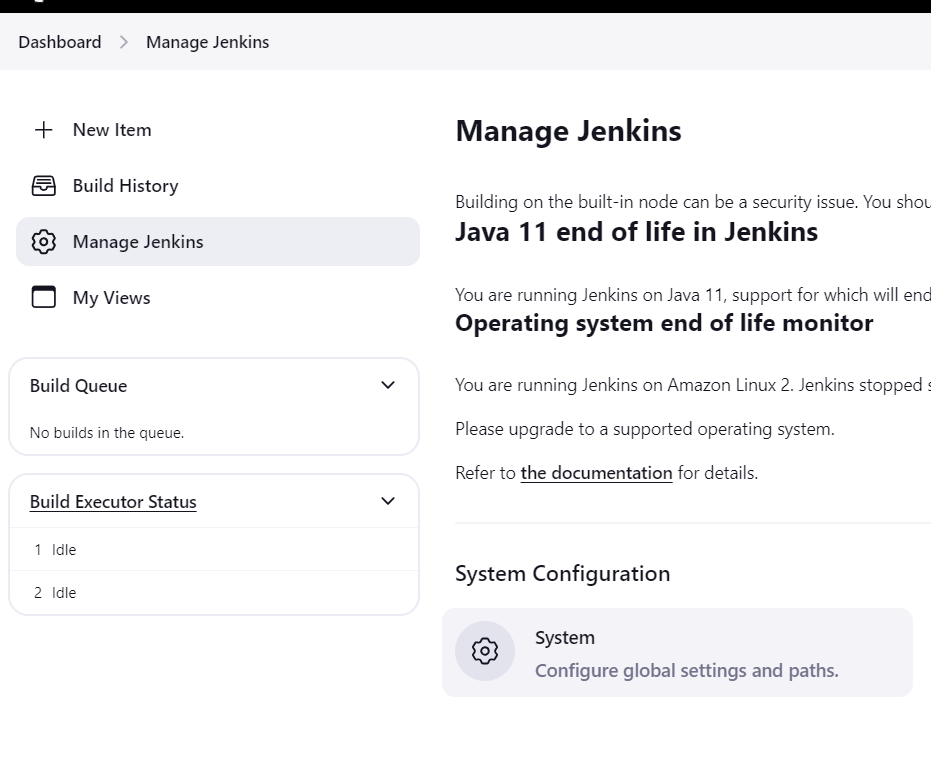 Dashboard > Manage Jenkins
New Item
Build History
Manage Jenkins
My Views
Build Queue
No builds in the queue.
Build Executor Status
1 Idle
2 Idle
Manage Jenkins
Building on the built-in node can be a security issue. You shou
Java 11 end of life in Jenkins
You are running Jenkins on Java 11, support for which will end
Operating system end of life monitor
You are running Jenkins on Amazon Linux 2. Jenkins stopped s
Please upgrade to a supported operating system.
Refer to the documentation for details.
System Configuration
System
Configure global settings and paths.